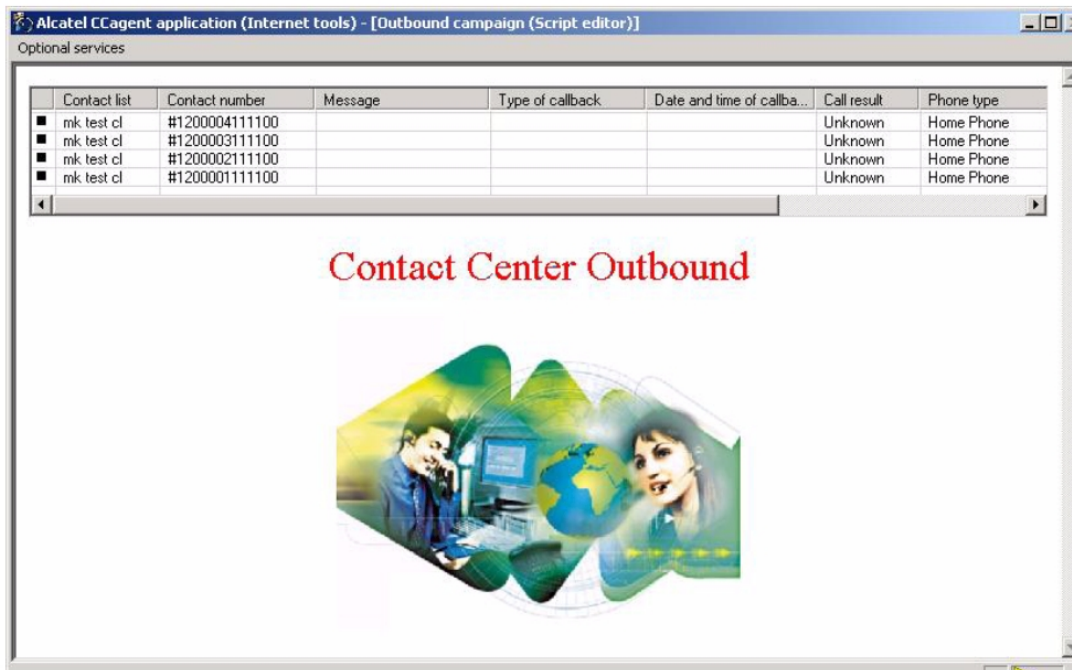 Alcatel CCagent application (Internet tools) - [Outbound campaign (Script editor)]
Optional services
Contact list Contact number Message Type of callback Date and time of callba... Call result Phone type
mk test cl #1200004111100 Unknown Home Phone
mk test cl #1200003111100 Unknown Home Phone
mk test cl #1200002111100 Unknown Home Phone
mk test cl #1200001111100 Unknown Home Phone
Contact Center Outbound